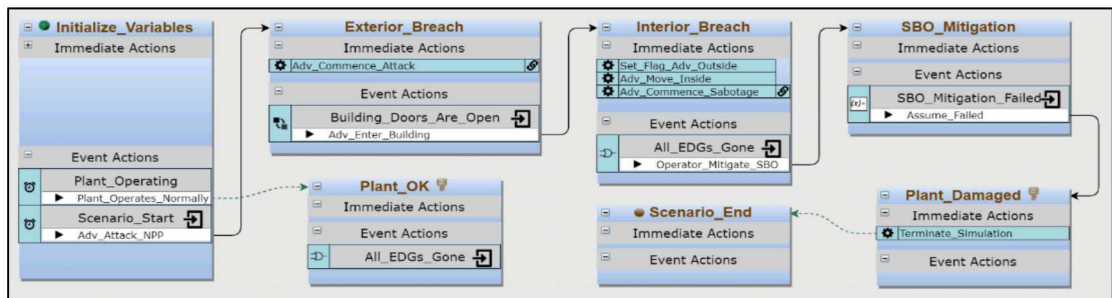 Initialize_Variables
Immediate Actions
Event Actions
Plant_Operating
Plant_Operates_Normally
Scenario_Start
Adv_Attack_NPP
Exterior_Breach
Immediate Actions
Adv_Commence_Attack
Event Actions
Building_Doors_Are_Open
Adv_Enter_Building
Plant_OK
Immediate Actions
Event Actions
All_EDGs_Gone
Interior_Breach
Immediate Actions
Set_Flag_Adv_Outside
Adv_Move_Inside
Adv_Commence_Sabotage
Event Actions
All_EDGs_Gone
Operator_Mitigate_SBO
Scenario_End
Immediate Actions
Event Actions
SBO_Mitigation
Immediate Actions
Event Actions
(x)=
SBO_Mitigation_Failed
Assume_Failed
Plant_Damaged
Immediate Actions
Terminate_Simulation
Event Actions